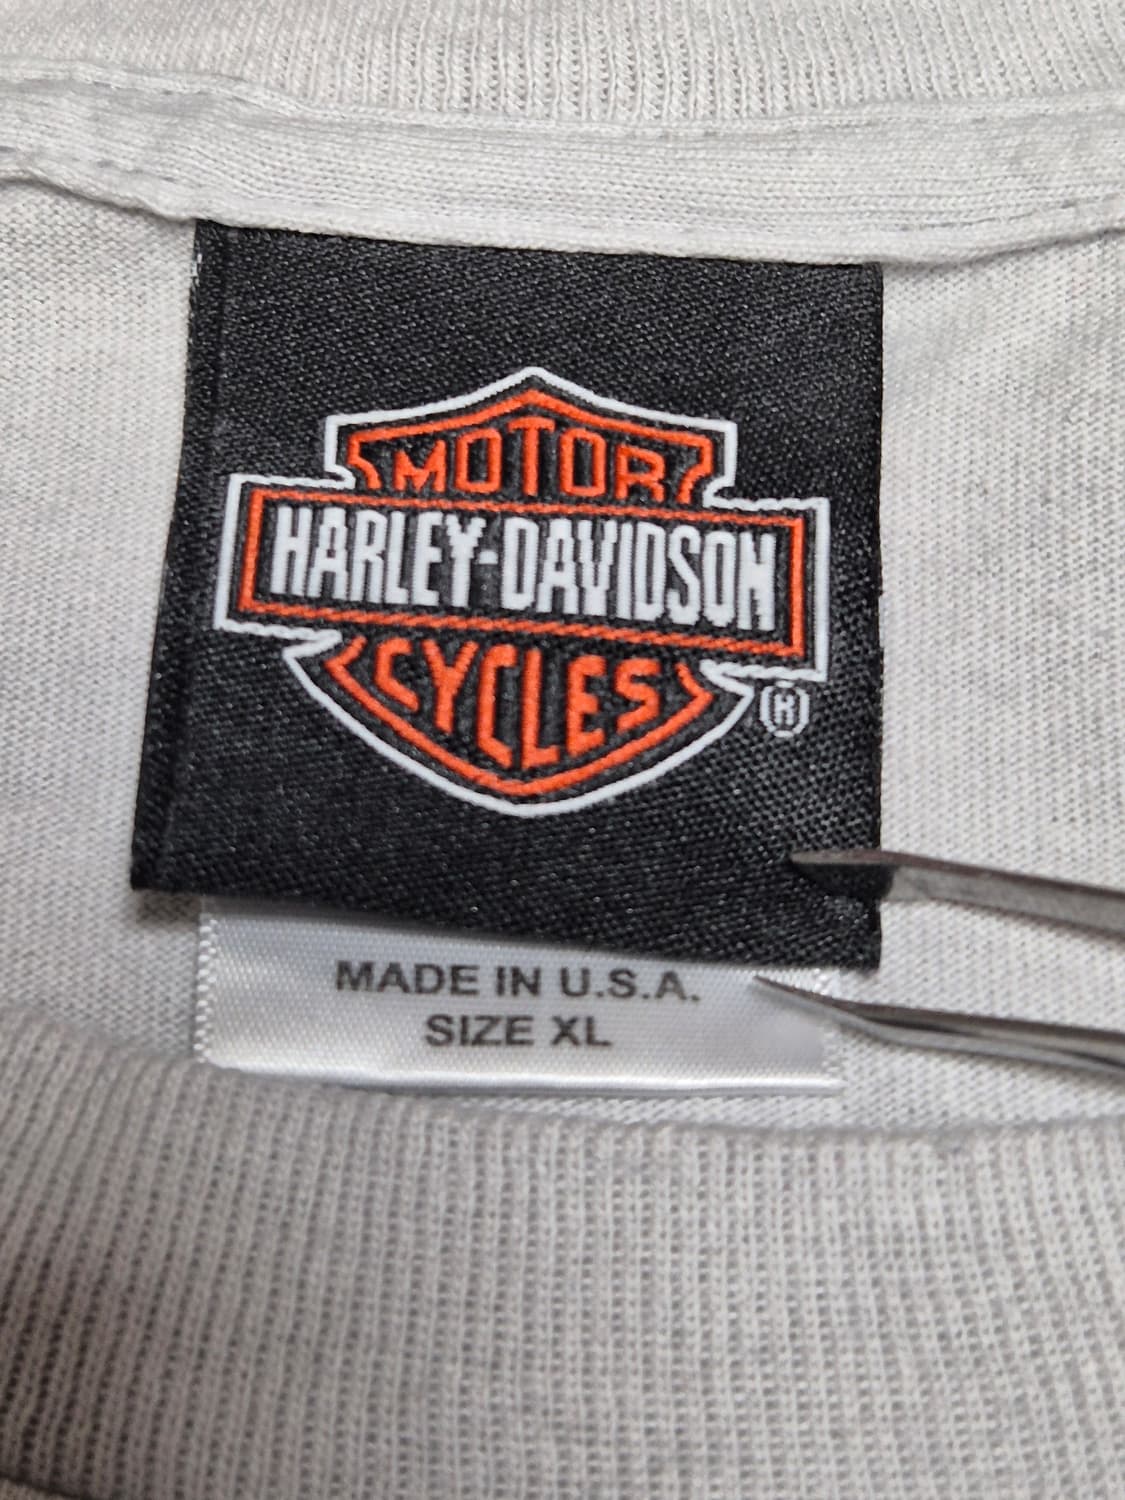 MOTOR
HARLEY-DAVIDSON
CYCLES
®
MADE IN U.S.A.
SIZE XL